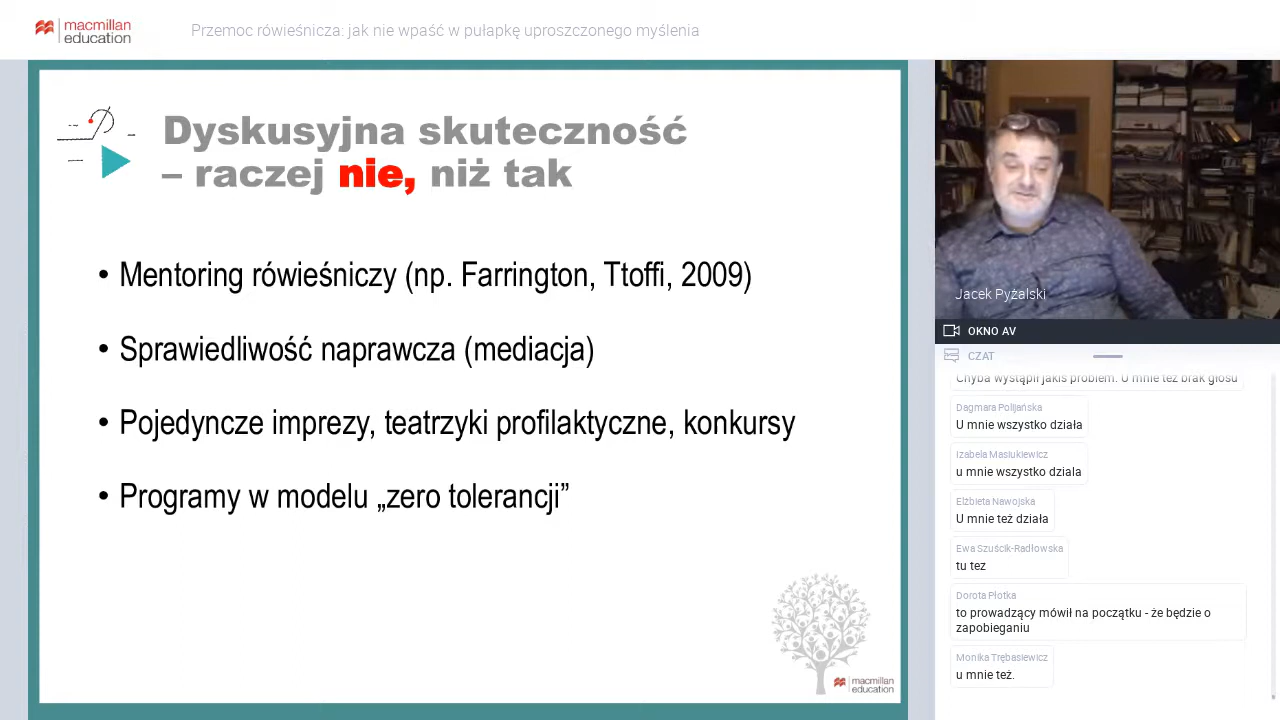 macmillan
education
Przemoc rówieśnicza: jak nie wpaść w pułapkę uproszczonego myślenia
Dyskusyjna skuteczność
– raczej nie, niż tak
• Mentoring rówieśniczy (np. Farrington, Ttoffi, 2009)
• Sprawiedliwość naprawcza (mediacja)
• Pojedyncze imprezy, teatrzyki profilaktyczne, konkursy
• Programy w modelu „zero tolerancji”
macmillan
education
Jacek Pyżalski
OKNO AV
CZAT
Chyba wystąpił jakiś problem. U mnie też brak głosu
Dagmara Polijańska
U mnie wszystko działa
Izabela Masiukiewicz
u mnie wszystko dziala
Elżbieta Nawojska
U mnie też działa
Ewa Szuścik-Radłowska
tu tez
Dorota Płotka
to prowadzący mówił na początku - że będzie o
zapobieganiu
Monika Trębasiewicz
u mnie też.